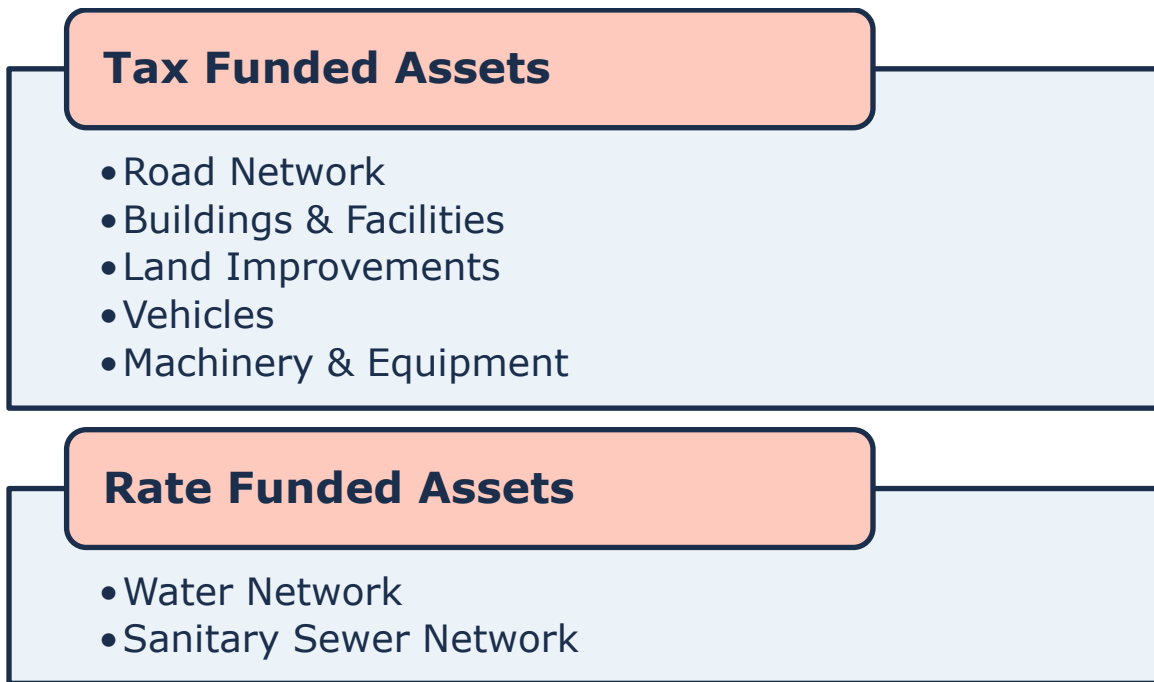 Tax Funded Assets
•Road Network
•Buildings & Facilities
•Land Improvements
•Vehicles
•Machinery & Equipment
Rate Funded Assets
•Water Network
•Sanitary Sewer Network